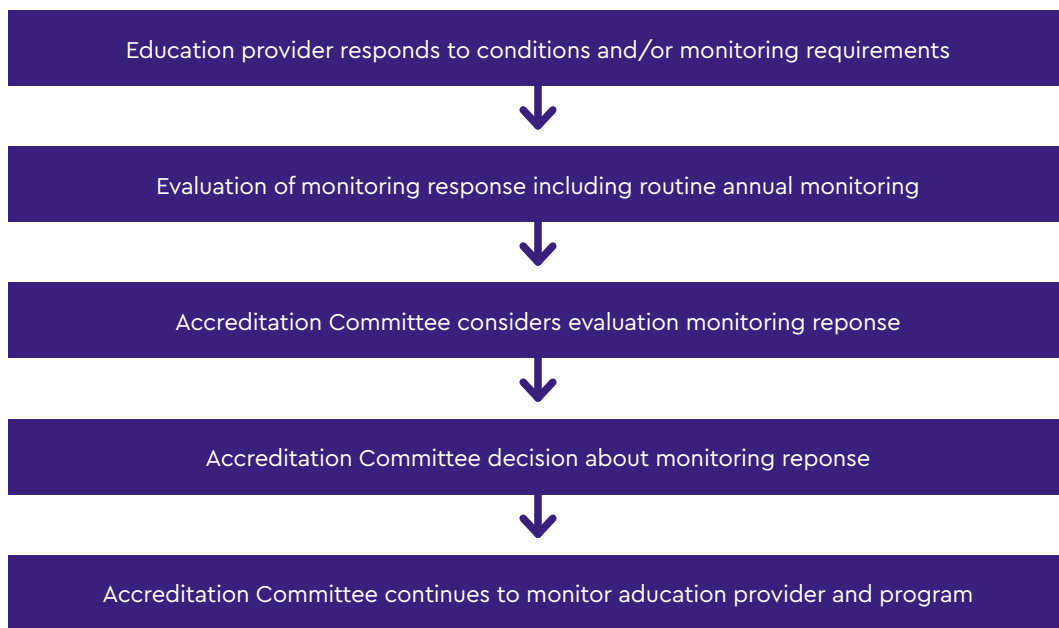 Education provider responds to conditions and/or monitoring requirements
Evaluation of monitoring response including routine annual monitoring
Accreditation Committee considers evaluation monitoring reponse
Accreditation Committee decision about monitoring reponse
Accreditation Committee continues to monitor aducation provider and program